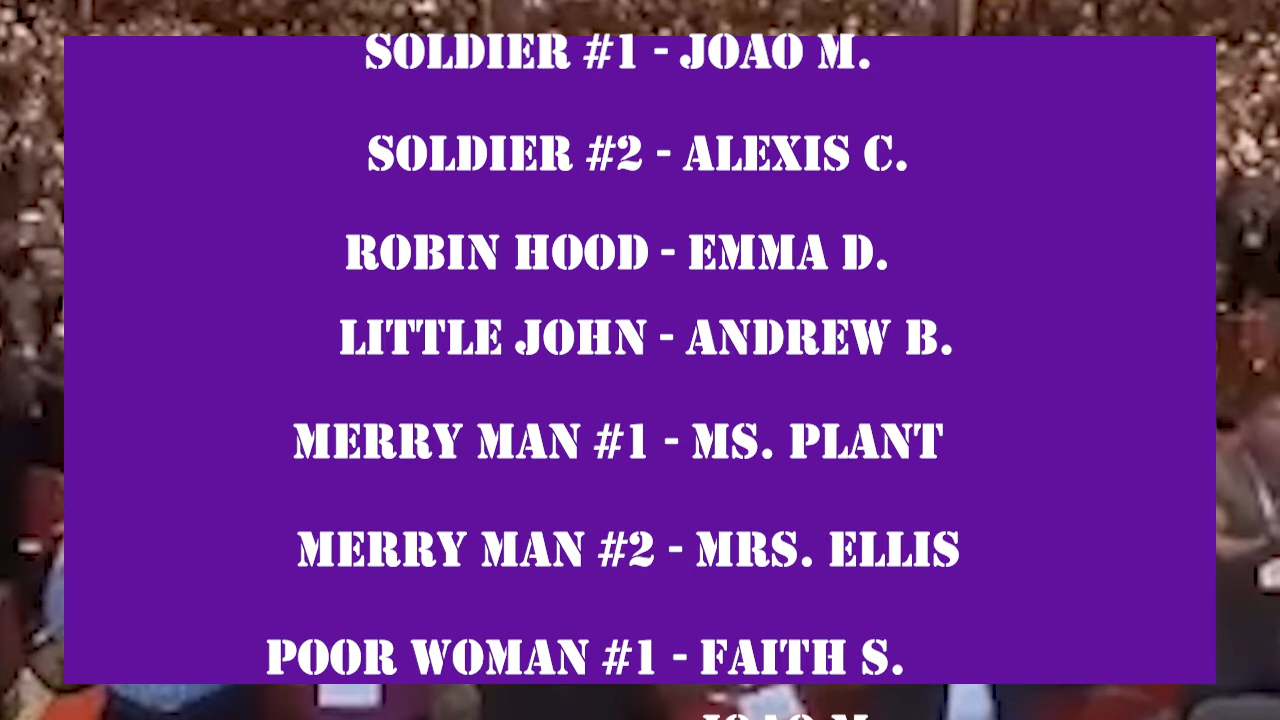 SOLDIER #1 - JOAO M.
SOLDIER #2 - ALEXIS C.
ROBIN HOOD - EMMA D.
LITTLE JOHN - ANDREW B.
MERRY MAN #1 - MS. PLANT
MERRY MAN #2 - MRS. ELLIS
POOR WOMAN #1 - FAITH S.